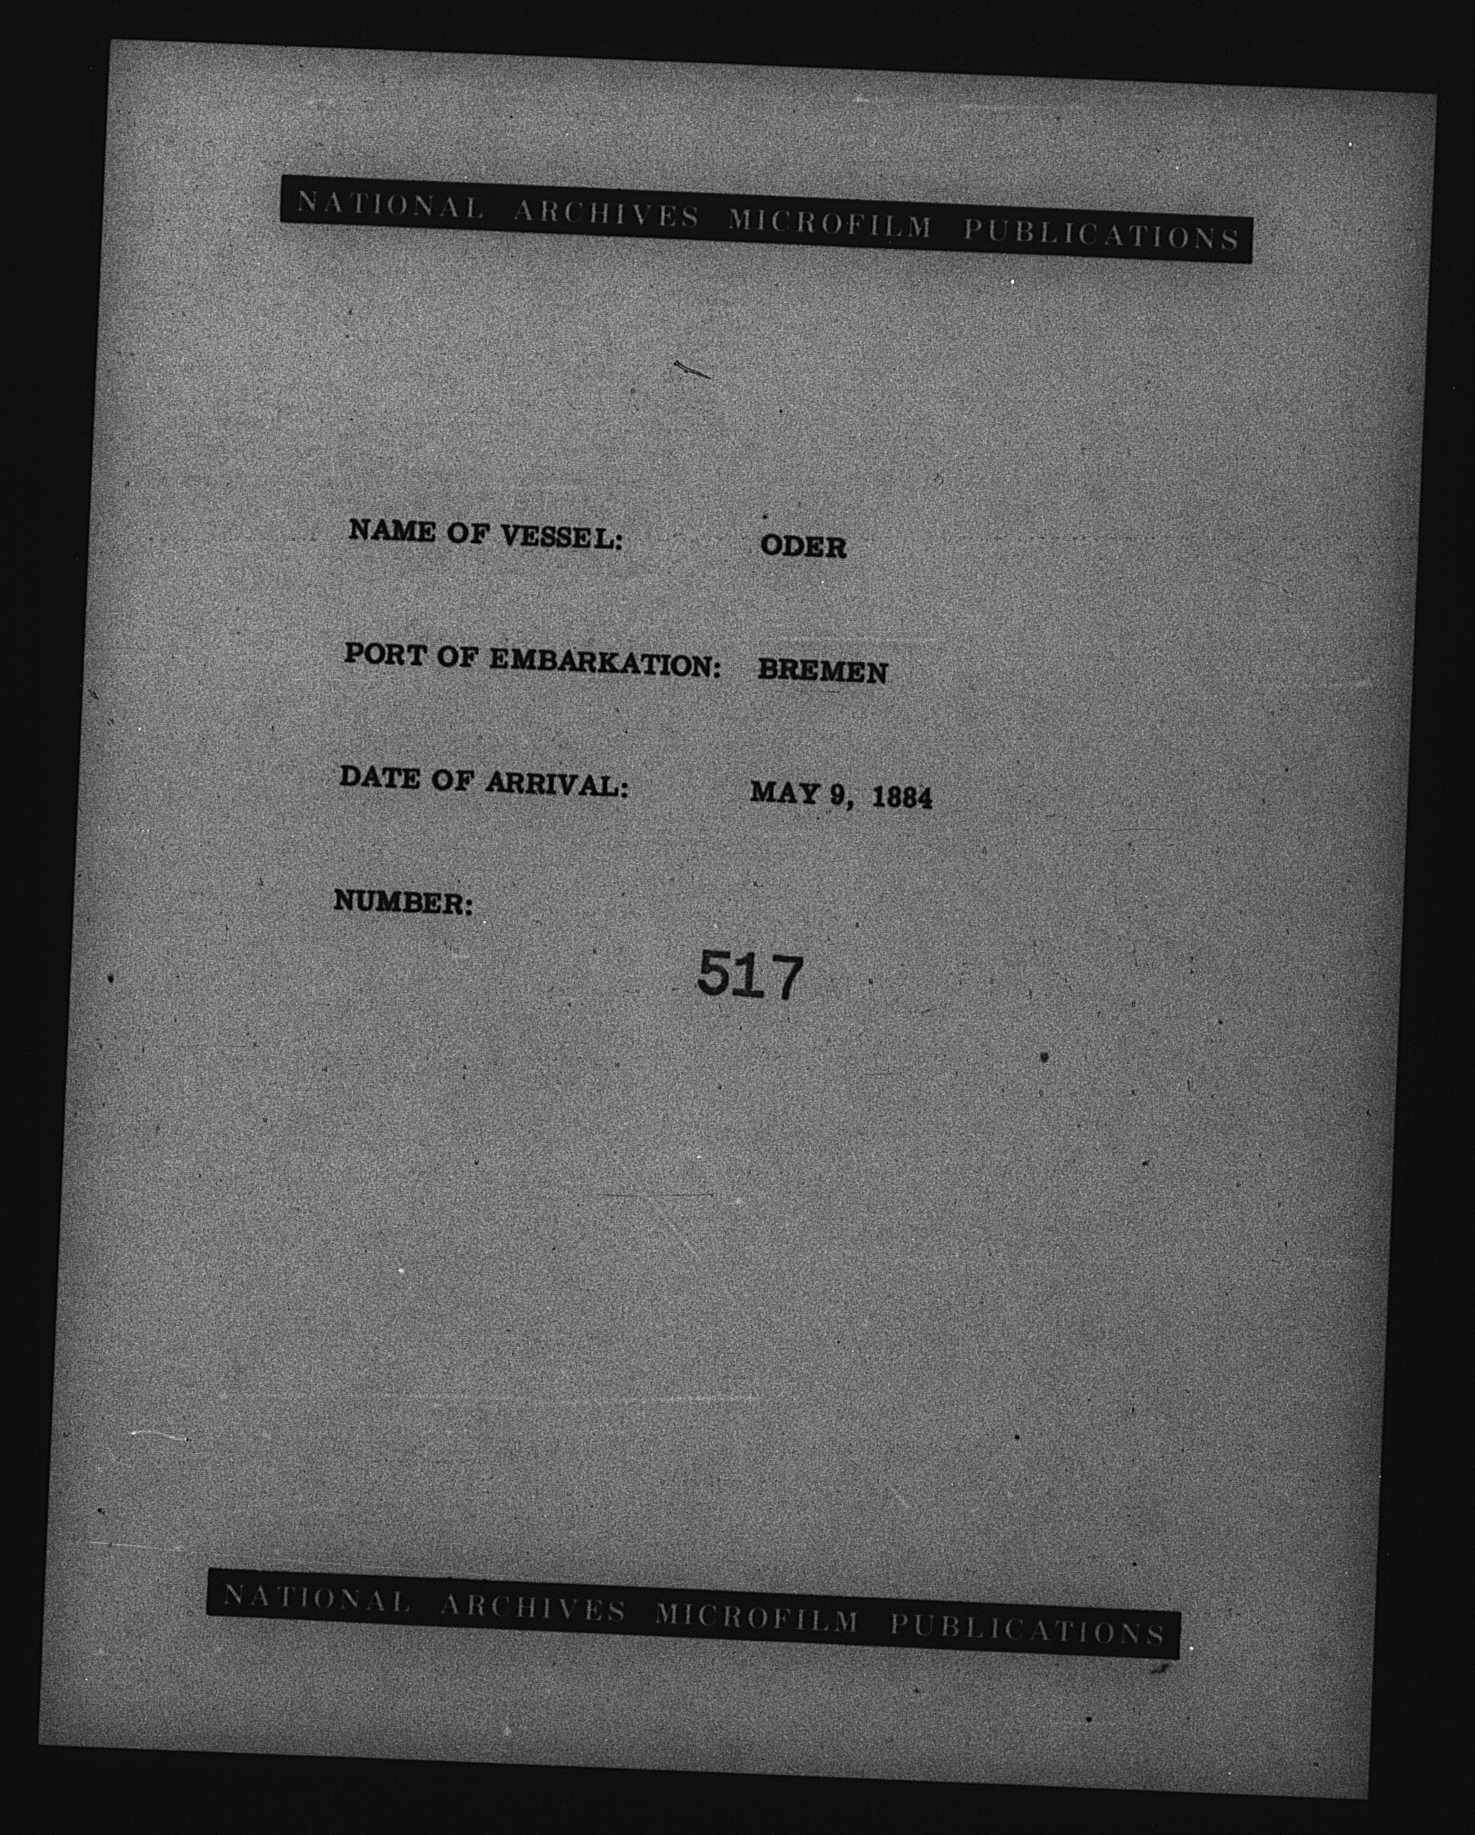 NATIONAL ARCHIVES MICROFILM PUBLICATIONS
NAME OF VESSEL: ODER
PORT OF EMBARKATION: BREMEN
DATE OF ARRIVAL: MAY 9, 1884
NUMBER:
517
NATIONAL ARCHIVES MICROFILM PUBLICATIONS